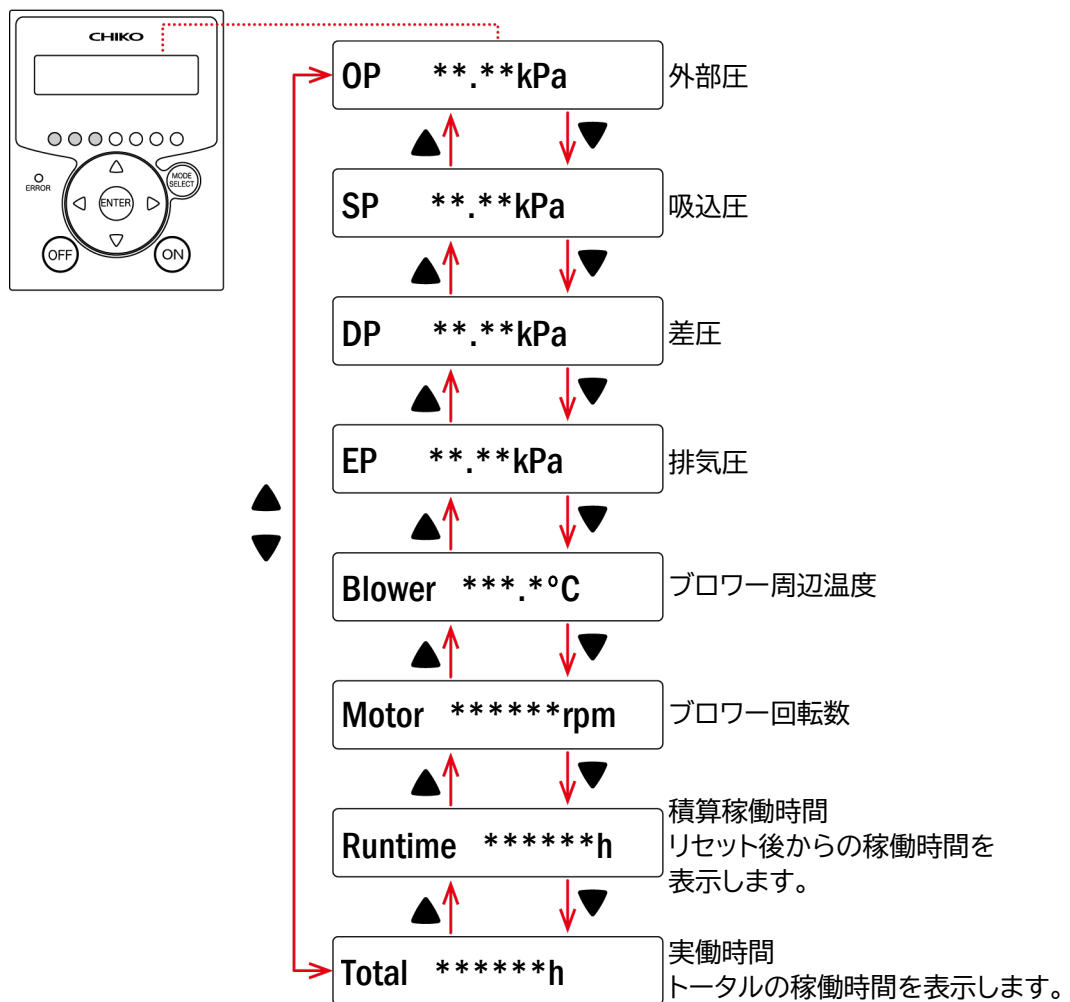 CHIKO
ERROR
MODE
SELECT
ENTER
OFF
ON
OP **.**kPa
外部圧
▲ ▼
SP **.**kPa
吸込圧
▲ ▼
DP **.**kPa
差圧
▲ ▼
EP **.**kPa
排気圧
▲
▼
▲ ▼
Blower ***.*°C
ブロワー周辺温度
▲ ▼
Motor ******rpm
ブロワー回転数
▲ ▼
Runtime ******h
積算稼働時間
リセット後からの稼働時間を
表示します。
▲ ▼
Total ******h
実働時間
トータルの稼働時間を表示します。